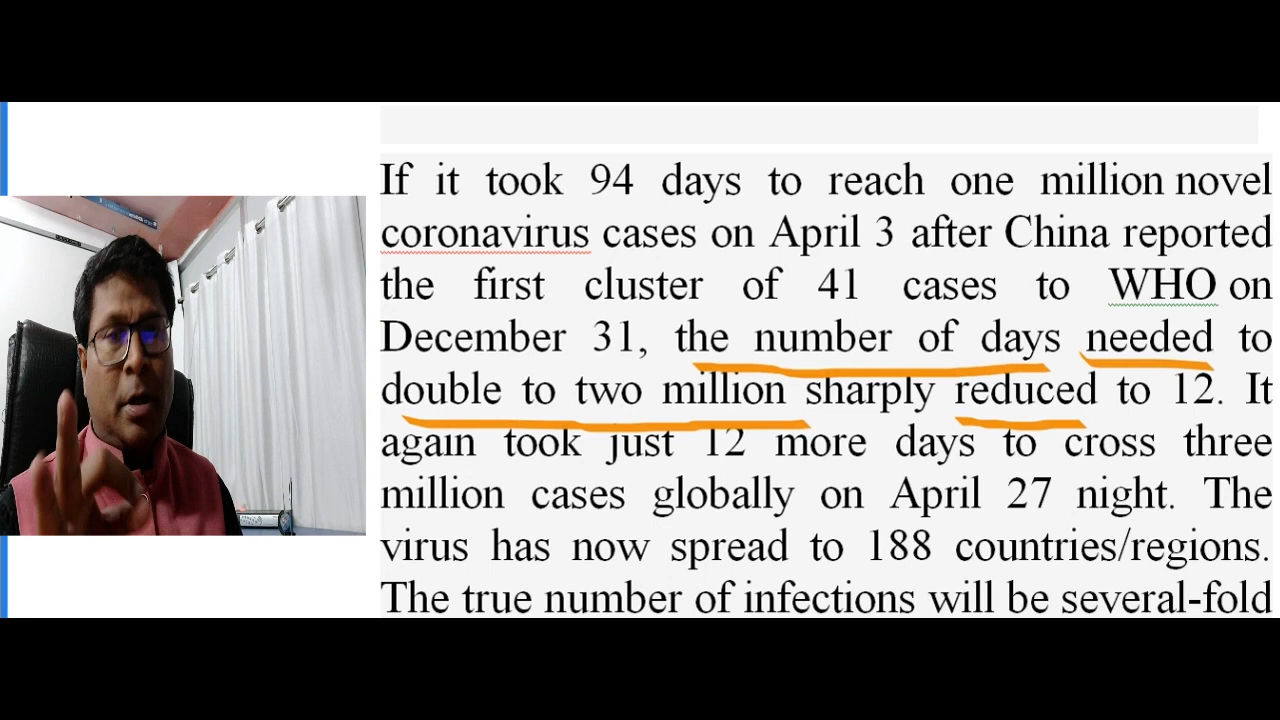 If it took 94 days to reach one million novel
coronavirus cases on April 3 after China reported
the first cluster of 41 cases to WHO on
December 31, the number of days needed to
double to two million sharply reduced to 12. It
again took just 12 more days to cross three
million cases globally on April 27 night. The
virus has now spread to 188 countries/regions.
The true number of infections will be several-fold